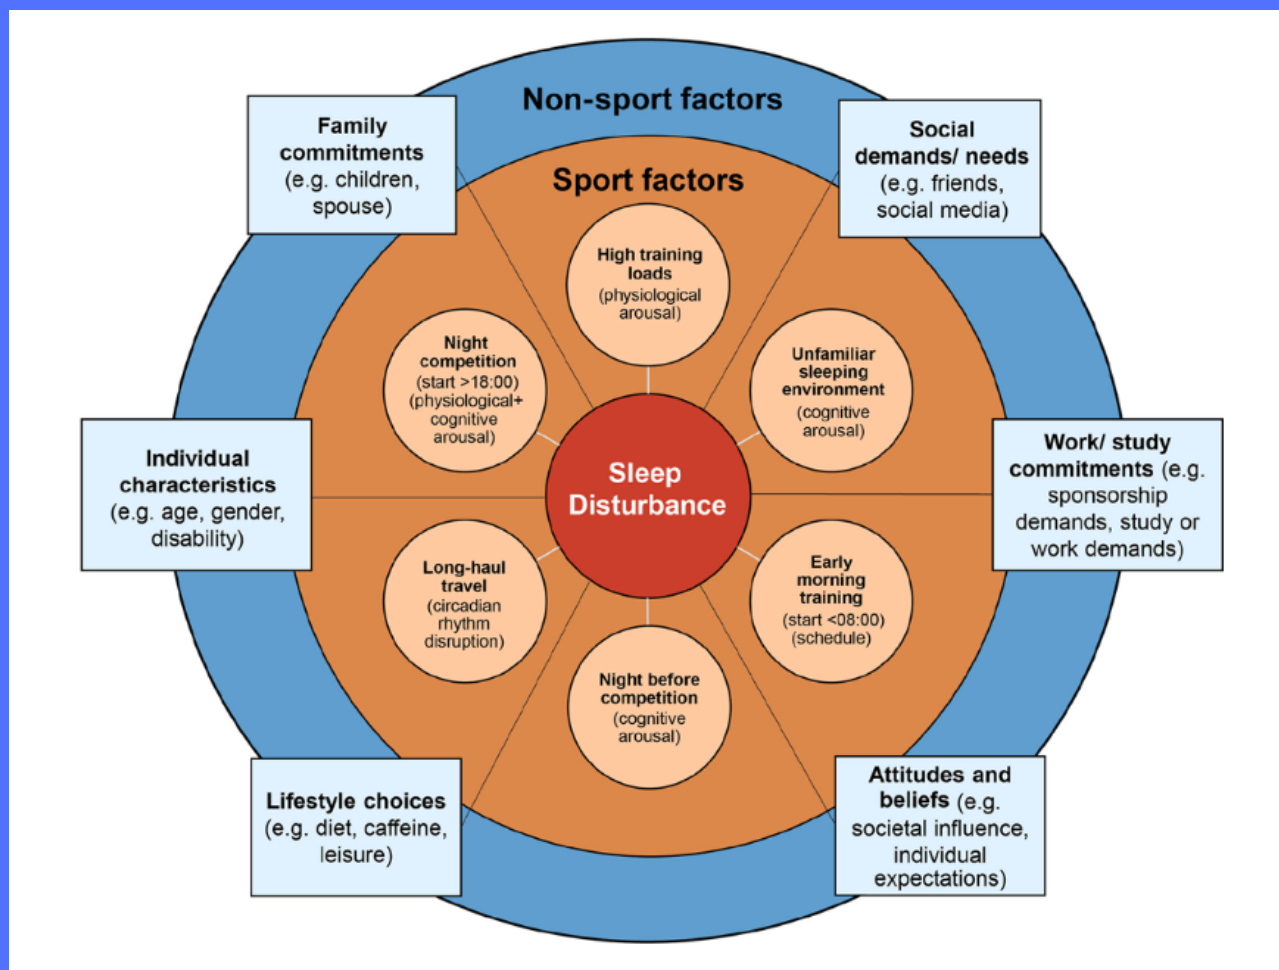 Non-sport factors
Family
commitments
(e.g. children,
spouse)
Social
demands/ needs
(e.g. friends,
social media)
Sport factors
High training
loads
(physiological
arousal)
Night
competition
(start >18:00)
(physiological+
cognitive
arousal)
Unfamiliar
sleeping
environment
(cognitive
arousal)
Individual
characteristics
(e.g. age, gender,
disability)
Sleep
Disturbance
Work/ study
commitments (e.g.
sponsorship
demands, study or
work demands)
Long-haul
travel
(circadian
rhythm
disruption)
Early
morning
training
(start <08:00)
(schedule)
Night before
competition
(cognitive
arousal)
Lifestyle choices
(e.g. diet, caffeine,
leisure)
Attitudes and
beliefs (e.g.
societal influence,
individual
expectations)